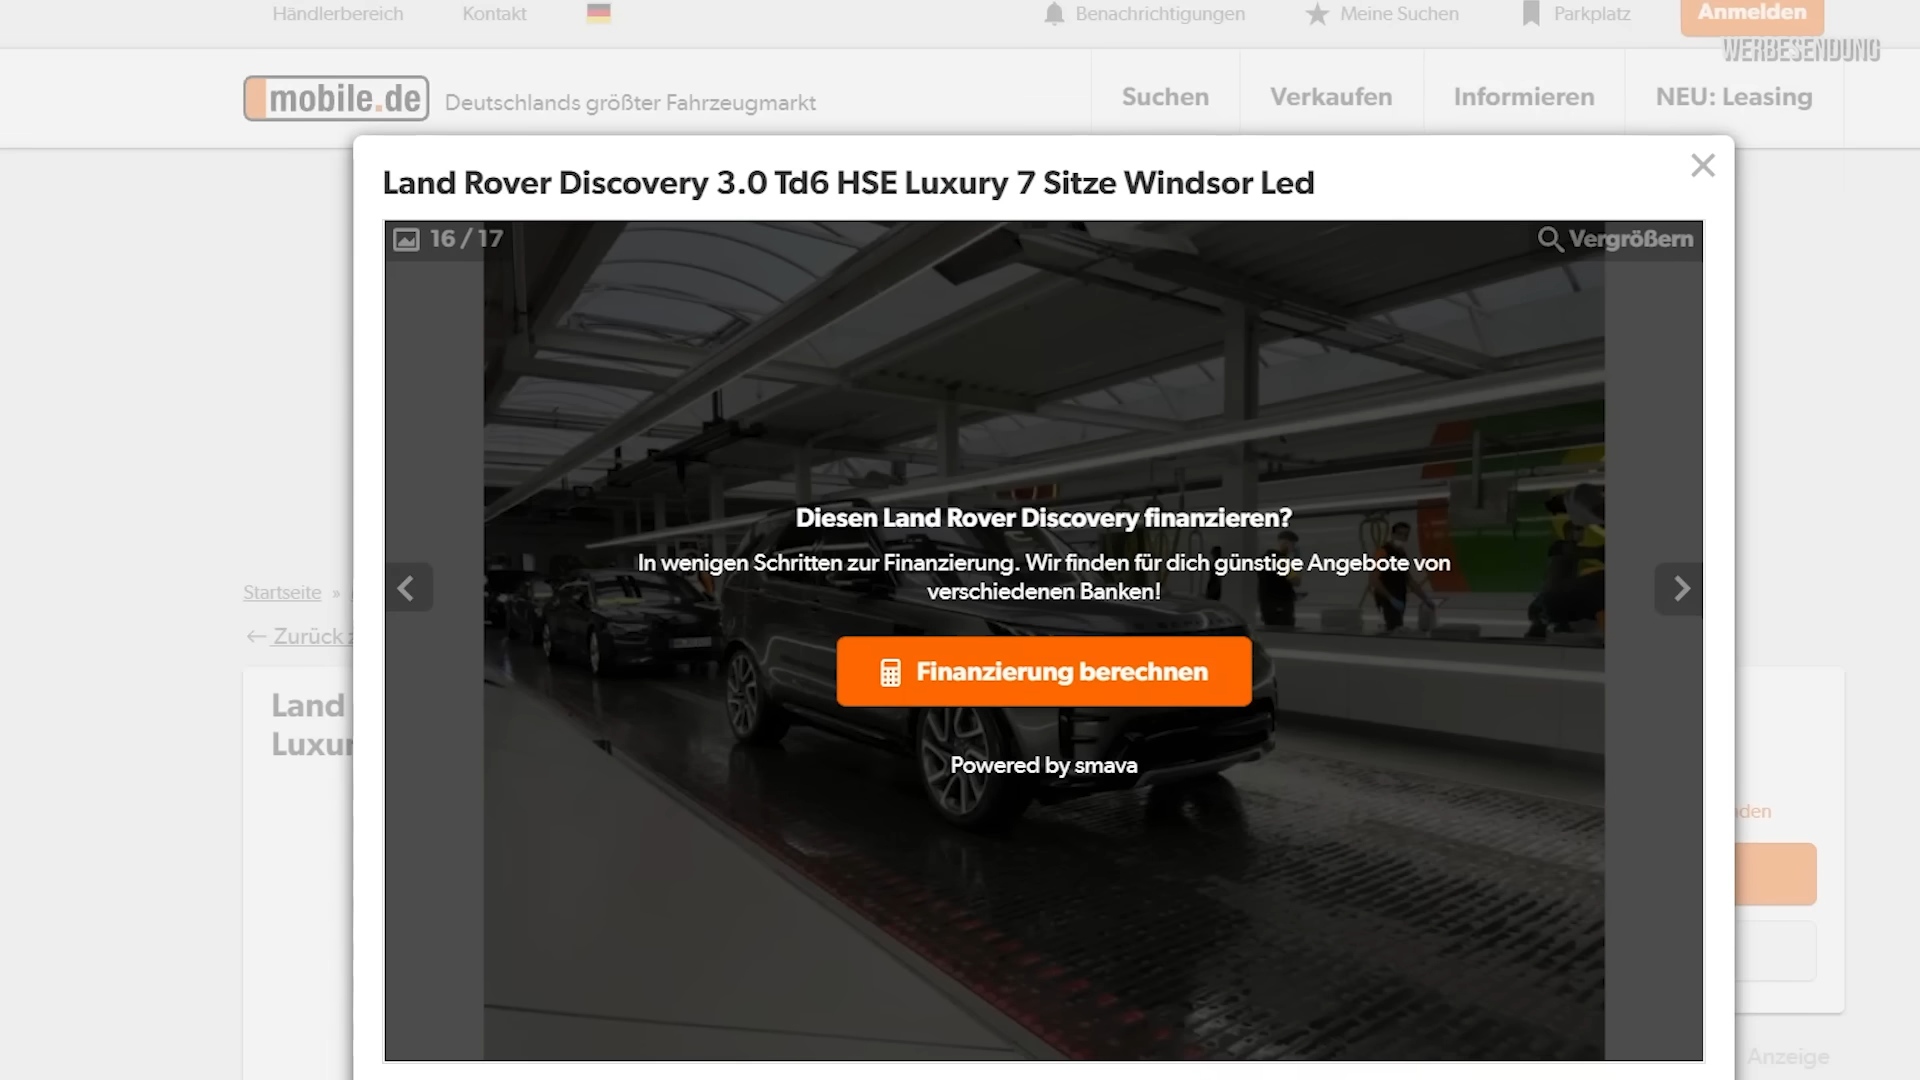 Händlerbereich
Kontakt
Benachrichtigungen
Meine Suchen
Parkplatz
Anmelden
WERBESENDUNG
mobile.de
Deutschlands größter Fahrzeugmarkt
Suchen
Verkaufen
Informieren
NEU: Leasing
Land Rover Discovery 3.0 Td6 HSE Luxury 7 Sitze Windsor Led
16 / 17
Vergrößern
Diesen Land Rover Discovery finanzieren?
In wenigen Schritten zur Finanzierung. Wir finden für dich günstige Angebote von
verschiedenen Banken!
Startseite »
← Zurück
Finanzierung berechnen
Land
Powered by smava
Anzeige